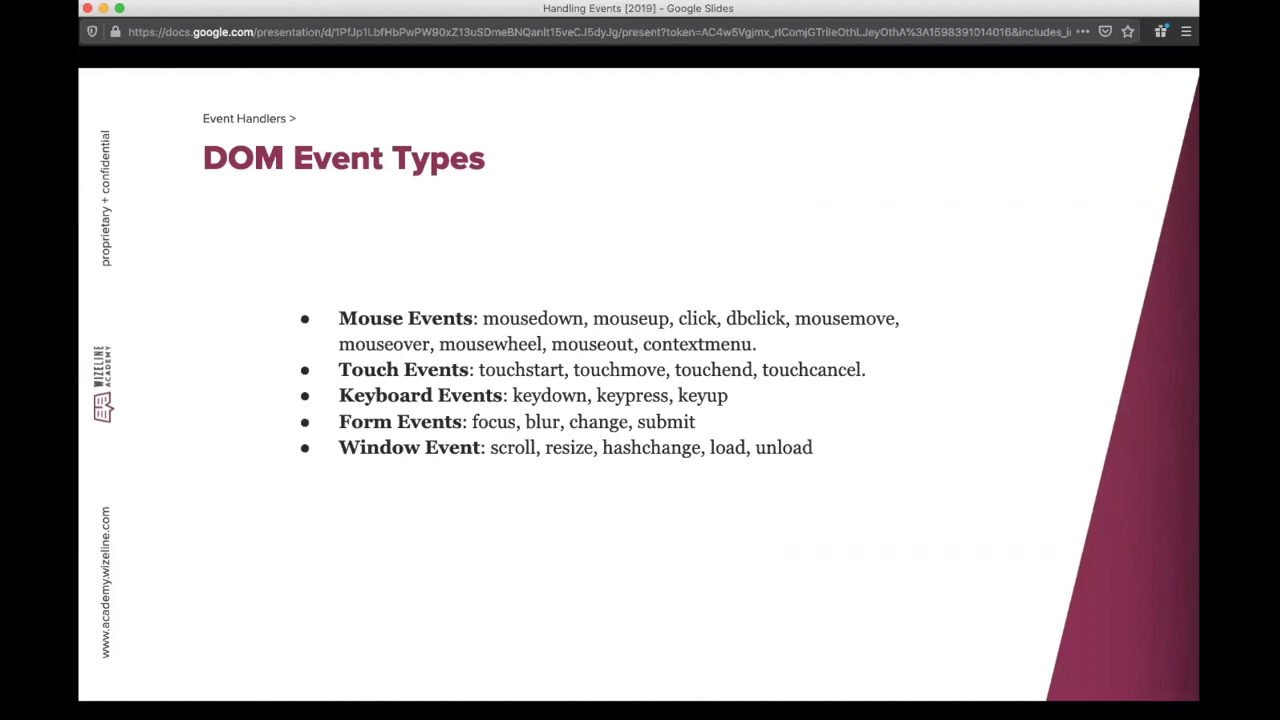 Handling Events [2019] - Google Slides
Event Handlers >
DOM Event Types
● Mouse Events: mousedown, mouseup, click, dbclick, mousemove,
mouseover, mousewheel, mouseout, contextmenu.
● Touch Events: touchstart, touchmove, touchend, touchcancel.
● Keyboard Events: keydown, keypress, keyup
● Form Events: focus, blur, change, submit
● Window Event: scroll, resize, hashchange, load, unload
proprietary + confidential
WIZELINE
ACADEMY
www.academy.wizeline.com